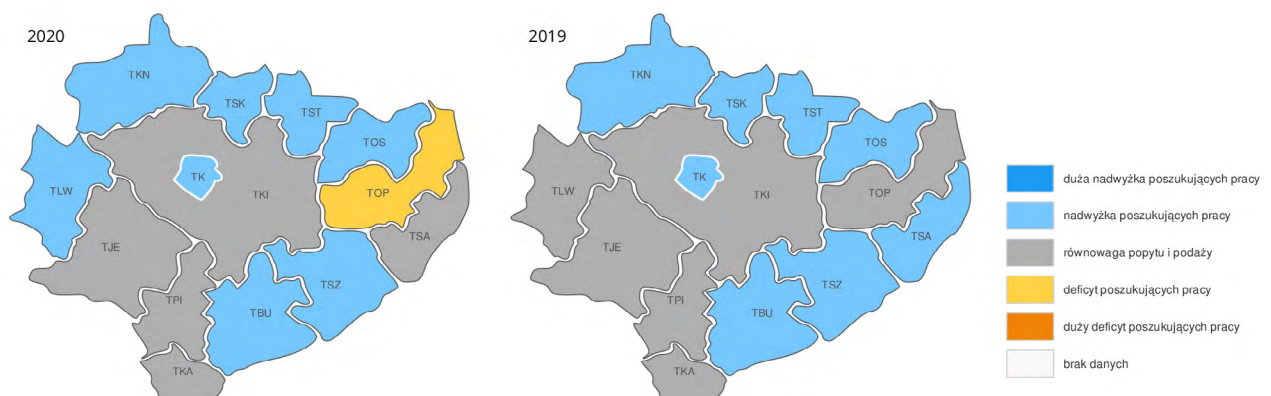 2020
TKN
TSK
TST
TOS
TLW
TK
TKI
TOP
TJE
TSA
TPI
TSZ
TBU
TKA
2019
TKN
TSK
TST
TOS
TLW
TK
TKI
TOP
TJE
TSA
TPI
TSZ
TBU
TKA
duża nadwyżka poszukujących pracy
nadwyżka poszukujących pracy
równowaga popytu i podaży
deficyt poszukujących pracy
duży deficyt poszukujących pracy
brak danych